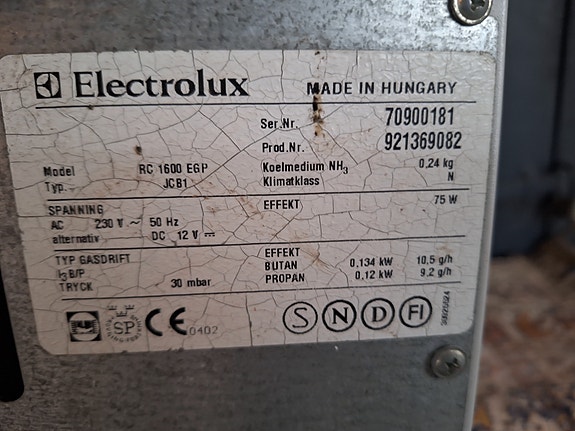 Electrolux MADE IN HUNGARY
Ser.Nr. 70900181
Prod.Nr. 921369082
Model RC 1600 EGP Koelmedium NH3 0,24 kg
Typ. JCB1 Klimatklass N
SPANNING EFFEKT 75 W
AC 230 V ~ 50 Hz
alternativ DC 12 V ⎓
TYP GASDRIFT EFFEKT
I3 B/P BUTAN 0,134 kW 10,5 g/h
TRYCK 30 mbar PROPAN 0,12 kW 9,2 g/h
SP CE 0402 S N D FI